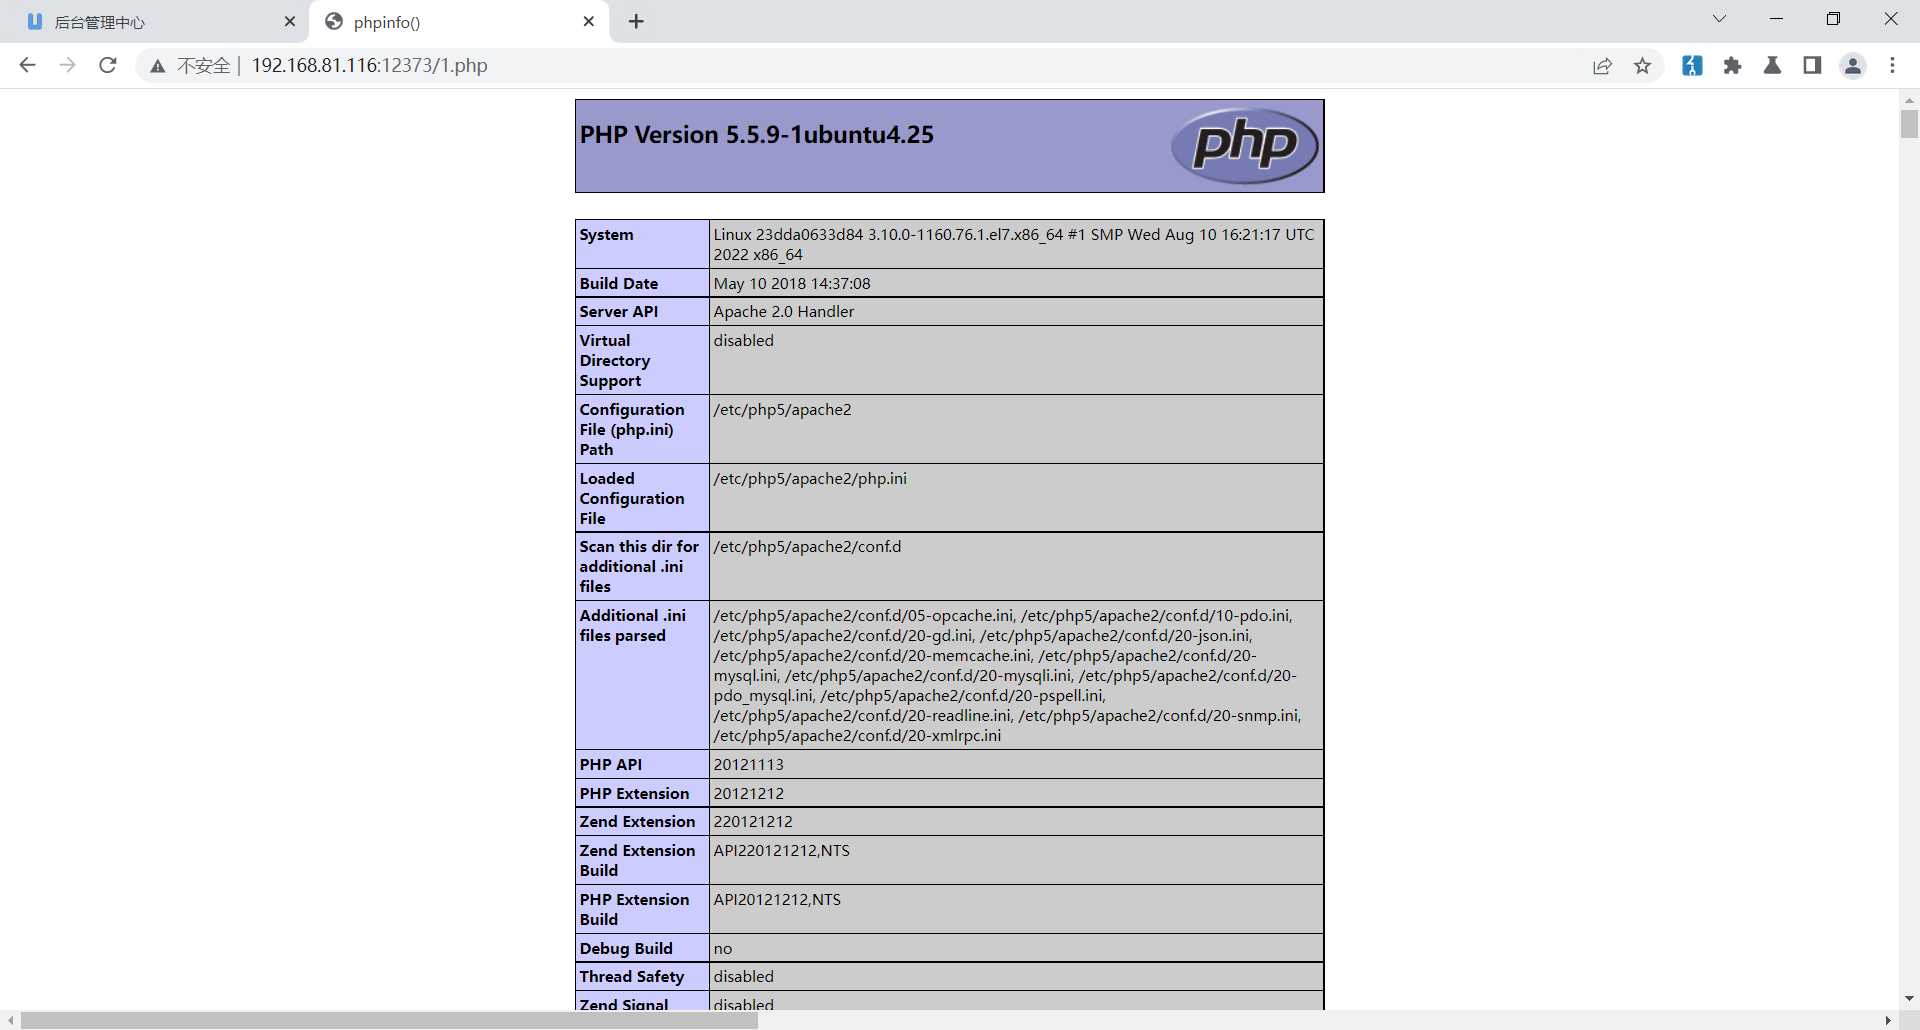 后台管理中心
phpinfo()
不安全 | 192.168.81.116:12373/1.php
PHP Version 5.5.9-1ubuntu4.25
php
System
Linux 23dda0633d84 3.10.0-1160.76.1.el7.x86_64 #1 SMP Wed Aug 10 16:21:17 UTC
2022 x86_64
Build Date
May 10 2018 14:37:08
Server API
Apache 2.0 Handler
Virtual
Directory
Support
disabled
Configuration
File (php.ini)
Path
/etc/php5/apache2
Loaded
Configuration
File
/etc/php5/apache2/php.ini
Scan this dir for
additional .ini
files
/etc/php5/apache2/conf.d
Additional .ini
files parsed
/etc/php5/apache2/conf.d/05-opcache.ini, /etc/php5/apache2/conf.d/10-pdo.ini,
/etc/php5/apache2/conf.d/20-gd.ini, /etc/php5/apache2/conf.d/20-json.ini,
/etc/php5/apache2/conf.d/20-memcache.ini, /etc/php5/apache2/conf.d/20-
mysql.ini, /etc/php5/apache2/conf.d/20-mysqli.ini, /etc/php5/apache2/conf.d/20-
pdo_mysql.ini, /etc/php5/apache2/conf.d/20-pspell.ini,
/etc/php5/apache2/conf.d/20-readline.ini, /etc/php5/apache2/conf.d/20-snmp.ini,
/etc/php5/apache2/conf.d/20-xmlrpc.ini
PHP API
20121113
PHP Extension
20121212
Zend Extension
220121212
Zend Extension
Build
API220121212,NTS
PHP Extension
Build
API20121212,NTS
Debug Build
no
Thread Safety
disabled
Zend Signal
disabled